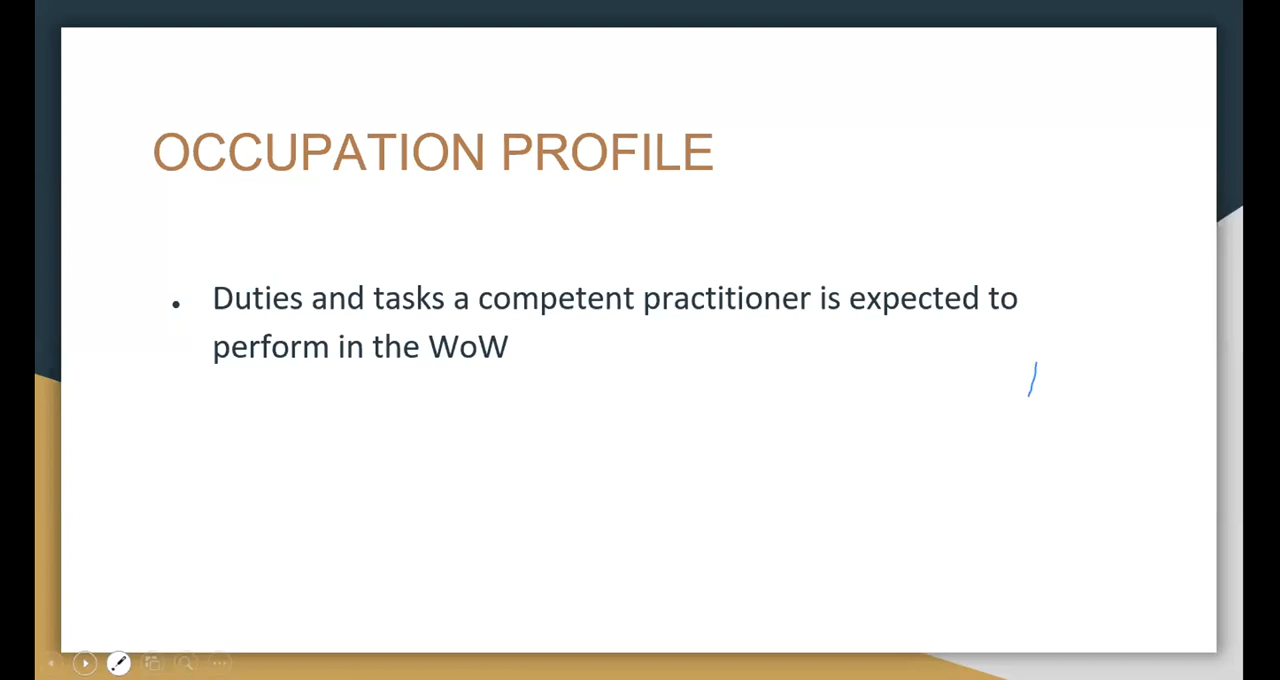 OCCUPATION PROFILE
• Duties and tasks a competent practitioner is expected to
perform in the WoW